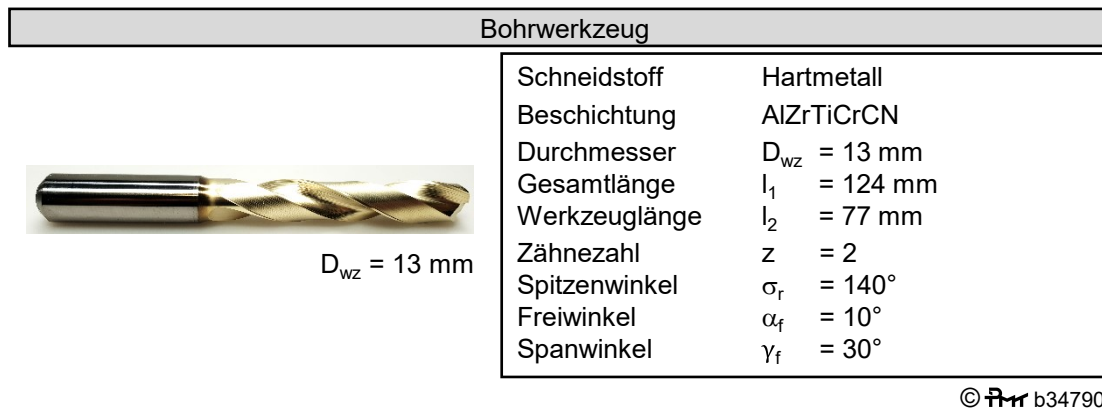 Bohrwerkzeug
Schneidstoff Hartmetall
Beschichtung AlZrTiCrCN
Durchmesser D_wz = 13 mm
Gesamtlänge l_1 = 124 mm
Werkzeuglänge l_2 = 77 mm
Zähnezahl z = 2
Spitzenwinkel σ_r = 140°
Freiwinkel α_f = 10°
Spanwinkel γ_f = 30°
D_wz = 13 mm
© b34790